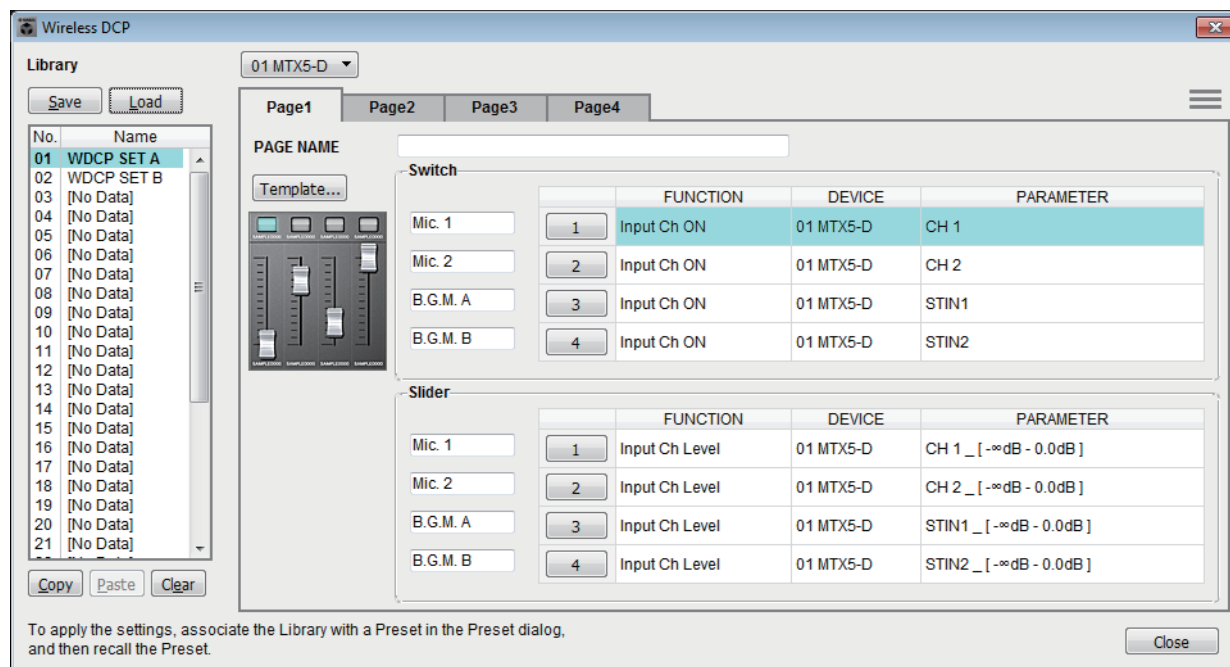 Wireless DCP
Library
01 MTX5-D
Save Load
Page1 Page2 Page3 Page4
No. Name
01 WDCP SET A
02 WDCP SET B
03 [No Data]
04 [No Data]
05 [No Data]
06 [No Data]
07 [No Data]
08 [No Data]
09 [No Data]
10 [No Data]
11 [No Data]
12 [No Data]
13 [No Data]
14 [No Data]
15 [No Data]
16 [No Data]
17 [No Data]
18 [No Data]
19 [No Data]
20 [No Data]
21 [No Data]
Copy Paste Clear
PAGE NAME
Template...
Switch
FUNCTION DEVICE PARAMETER
Mic. 1 1 Input Ch ON 01 MTX5-D CH 1
Mic. 2 2 Input Ch ON 01 MTX5-D CH 2
B.G.M. A 3 Input Ch ON 01 MTX5-D STIN1
B.G.M. B 4 Input Ch ON 01 MTX5-D STIN2
Slider
FUNCTION DEVICE PARAMETER
Mic. 1 1 Input Ch Level 01 MTX5-D CH 1 _ [ -∞dB - 0.0dB ]
Mic. 2 2 Input Ch Level 01 MTX5-D CH 2 _ [ -∞dB - 0.0dB ]
B.G.M. A 3 Input Ch Level 01 MTX5-D STIN1 _ [ -∞dB - 0.0dB ]
B.G.M. B 4 Input Ch Level 01 MTX5-D STIN2 _ [ -∞dB - 0.0dB ]
To apply the settings, associate the Library with a Preset in the Preset dialog,
and then recall the Preset.
Close